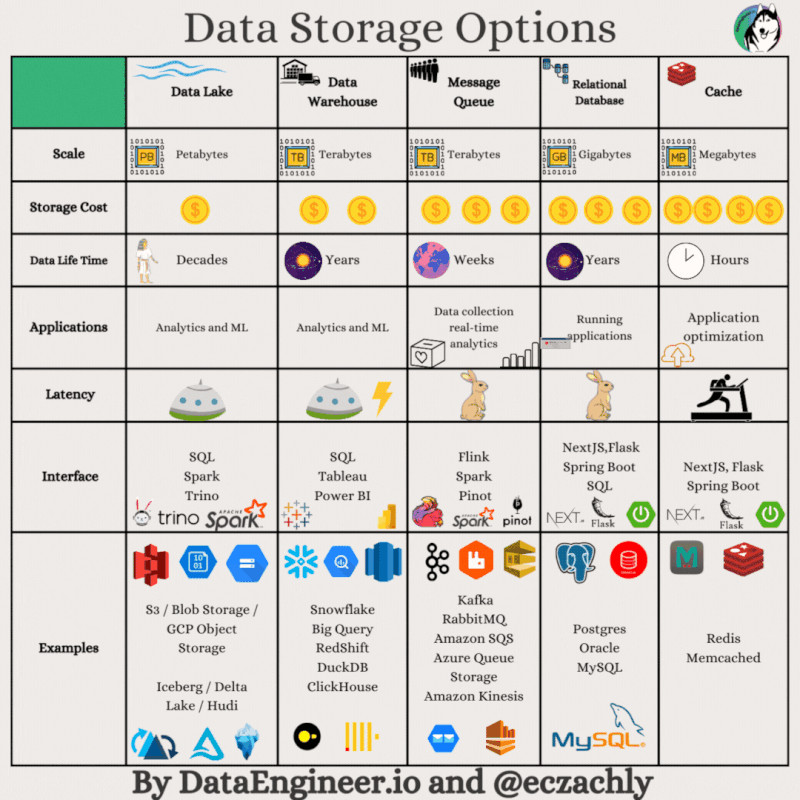 Data Storage Options
Data Lake
Data
Warehouse
Message
Queue
Relational
Database
Cache
Scale
PB
Petabytes
TB
Terabytes
TB
Terabytes
GB
Gigabytes
MB
Megabytes
Storage Cost
$
$ $
$ $ $
$ $ $
$ $ $ $
Data Life Time
Decades
Years
Weeks
Years
Hours
Applications
Analytics and ML
Analytics and ML
Data collection
real-time
analytics
Running
applications
Application
optimization
Latency
Interface
SQL
Spark
Trino
trino
APACHE
Spark
SQL
Tableau
Power BI
Flink
Spark
Pinot
Spark
pinot
NextJS,Flask
Spring Boot
SQL
NEXT.JS
Flask
NextJS, Flask
Spring Boot
NEXT.JS
Flask
Examples
10
01
S3 / Blob Storage /
GCP Object
Storage
Iceberg / Delta
Lake / Hudi
Snowflake
Big Query
RedShift
DuckDB
ClickHouse
Kafka
RabbitMQ
Amazon SQS
Azure Queue
Storage
Amazon Kinesis
Postgres
Oracle
MySQL
MySQL
M
Redis
Memcached
By DataEngineer.io and @eczachly